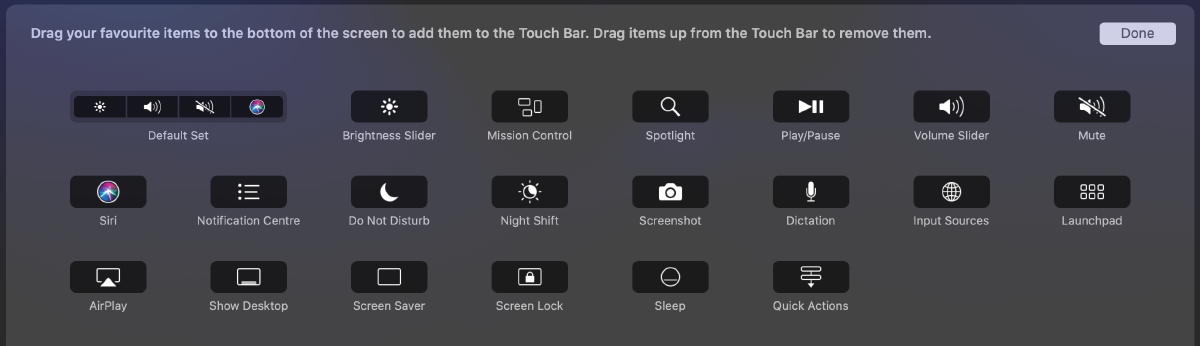 Drag your favourite items to the bottom of the screen to add them to the Touch Bar. Drag items up from the Touch Bar to remove them.
Done
Default Set
Brightness Slider
Mission Control
Spotlight
Play/Pause
Volume Slider
Mute
Siri
Notification Centre
Do Not Disturb
Night Shift
Screenshot
Dictation
Input Sources
Launchpad
AirPlay
Show Desktop
Screen Saver
Screen Lock
Sleep
Quick Actions